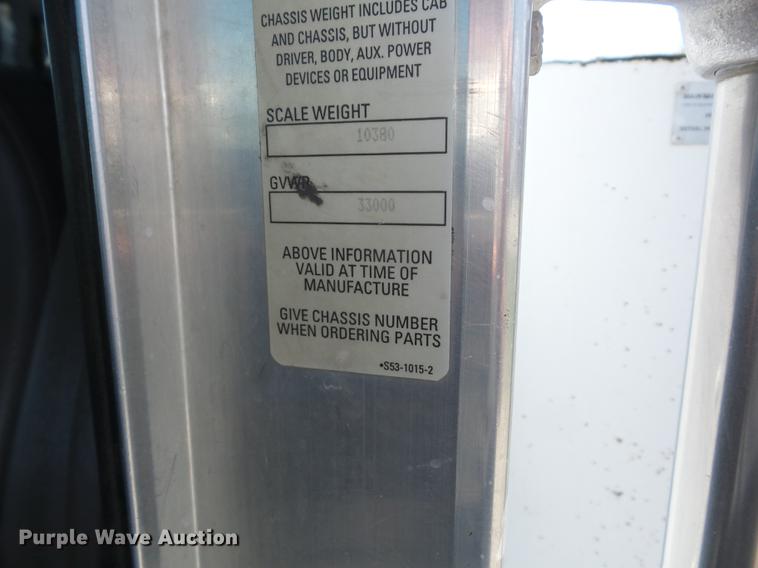 CHASSIS WEIGHT INCLUDES CAB
AND CHASSIS, BUT WITHOUT
DRIVER, BODY, AUX. POWER
DEVICES OR EQUIPMENT
SCALE WEIGHT
10380
GVWR
33000
ABOVE INFORMATION
VALID AT TIME OF
MANUFACTURE
GIVE CHASSIS NUMBER
WHEN ORDERING PARTS
•S53-1015-2
Purple Wave Auction